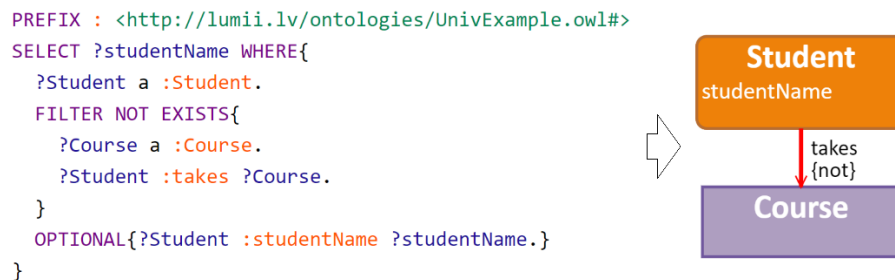 PREFIX : <http://lumii.lv/ontologies/UnivExample.owl#>
SELECT ?studentName WHERE{
?Student a :Student.
FILTER NOT EXISTS{
?Course a :Course.
?Student :takes ?Course.
}
OPTIONAL{?Student :studentName ?studentName.}
}
Student
studentName
takes
{not}
Course